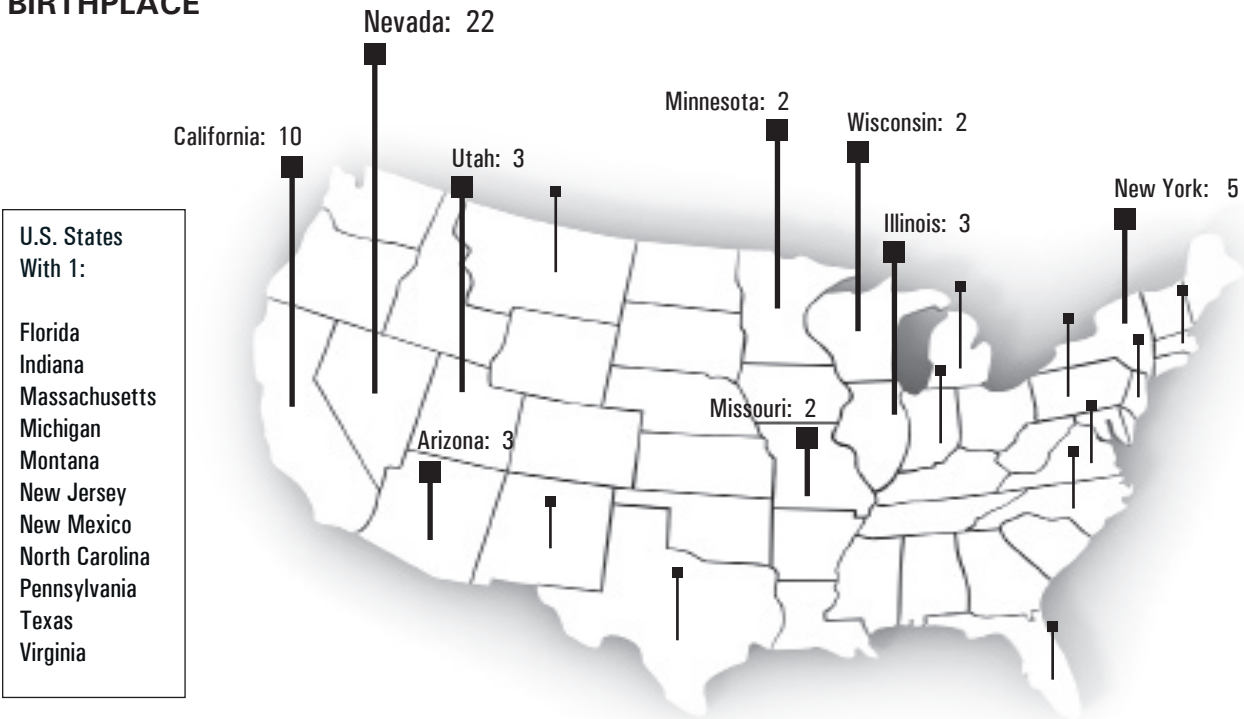 BIRTHPLACE
Nevada: 22
Minnesota: 2
Wisconsin: 2
California: 10
Utah: 3
New York: 5
Illinois: 3
Missouri: 2
Arizona: 3
U.S. States
With 1:
Florida
Indiana
Massachusetts
Michigan
Montana
New Jersey
New Mexico
North Carolina
Pennsylvania
Texas
Virginia